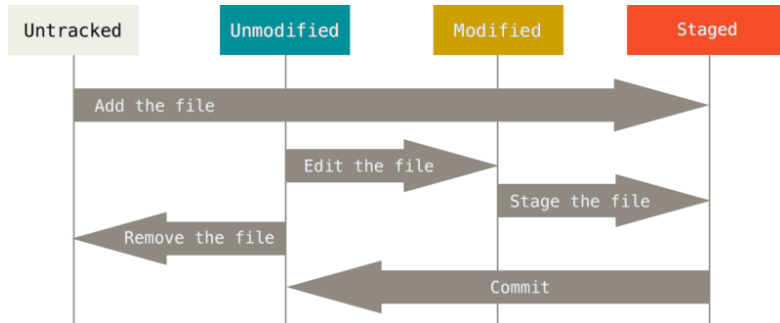 Untracked
Unmodified
Modified
Staged
Add the file
Edit the file
Stage the file
Remove the file
Commit